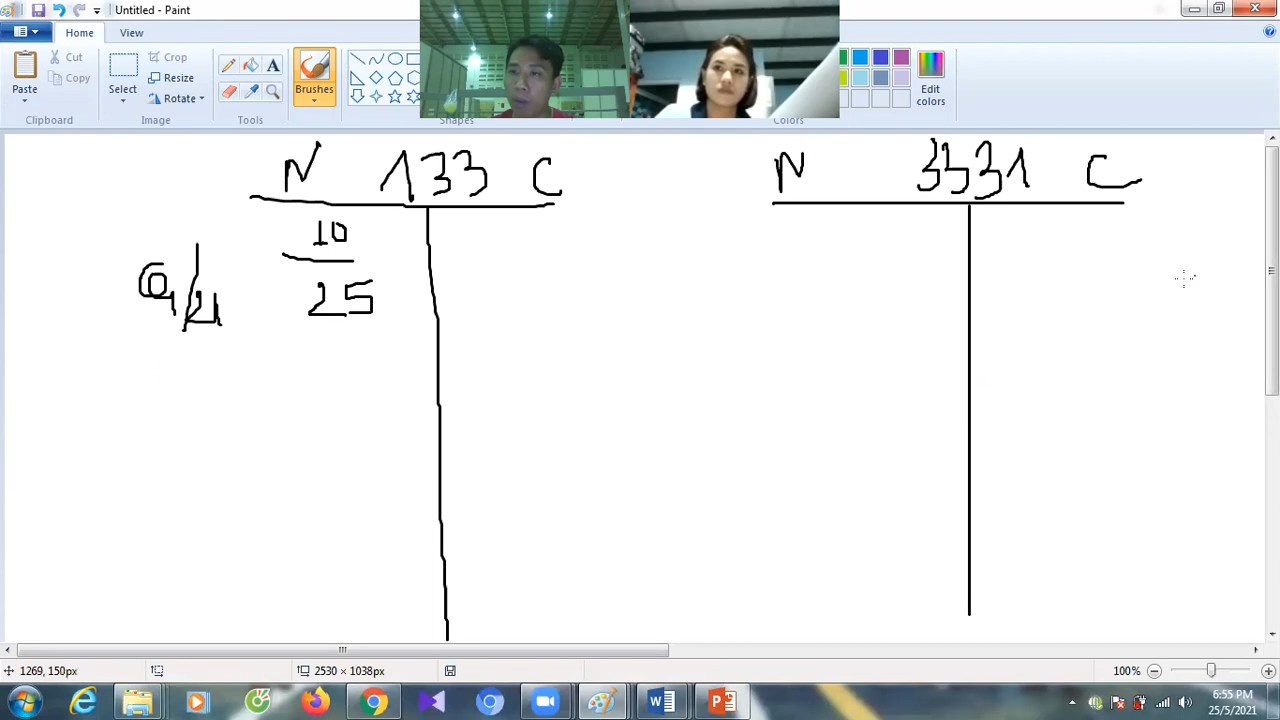 Untitled - Paint
Home
View
Paste
Cut
Copy
Clipboard
Select
Crop
Resize
Rotate
Image
Tools
Brushes
Shapes
Edit
colors
Colors
N 133 C
10
25
N 3331 C
1269, 150px
2530 × 1038px
100%
6:55 PM
25/5/2021